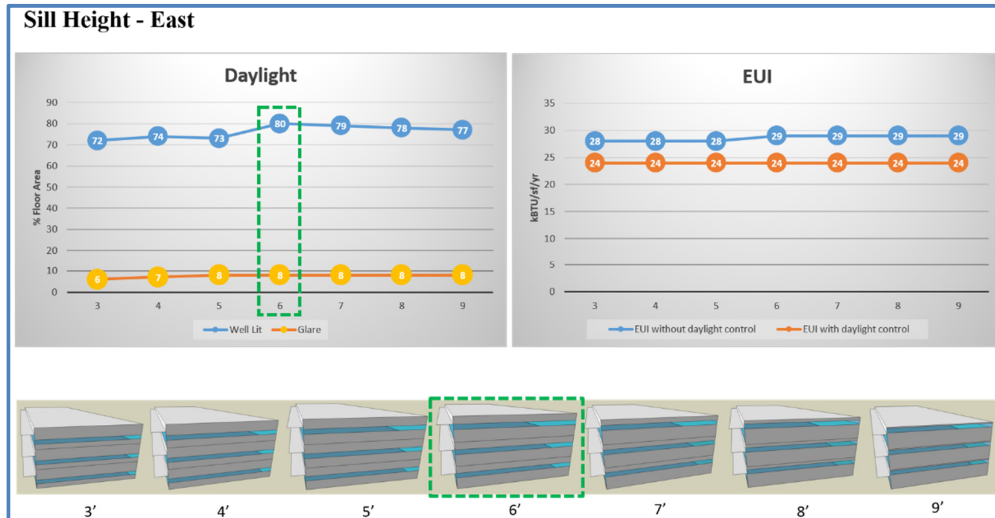 Sill Height - East
Daylight
90
80
70
60
50
40
30
20
10
0
% Floor Area
72 74 73 80 79 78 77
6 7 8 8 8 8 8
3 4 5 6 7 8 9
Well Lit Glare
EUI
35
30
25
20
15
10
5
0
kBTU/sf/yr
28 28 28 29 29 29 29
24 24 24 24 24 24 24
3 4 5 6 7 8 9
EUI without daylight control EUI with daylight control
3’ 4’ 5’ 6’ 7’ 8’ 9’